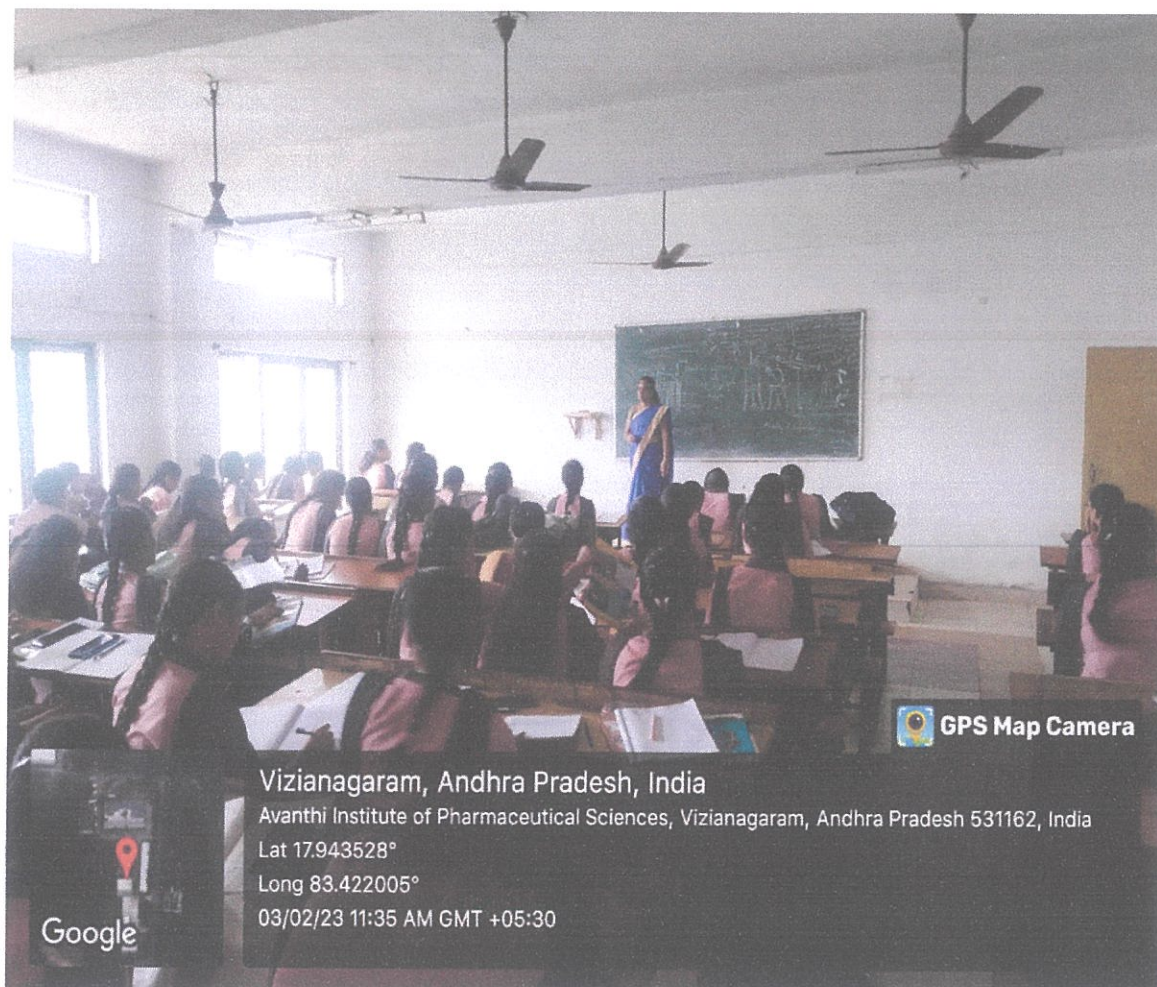 GPS Map Camera
Vizianagaram, Andhra Pradesh, India
Avanthi Institute of Pharmaceutical Sciences, Vizianagaram, Andhra Pradesh 531162, India
Lat 17.943528°
Long 83.422005°
03/02/23 11:35 AM GMT +05:30
Google